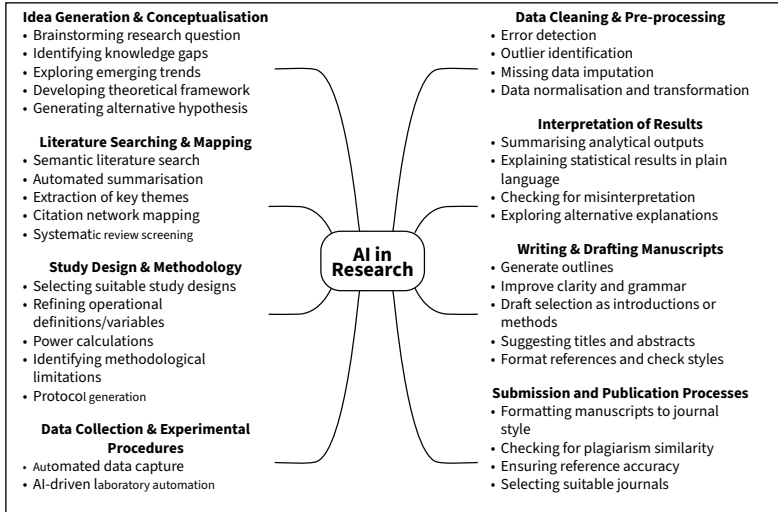 Idea Generation & Conceptualisation
• Brainstorming research question
• Identifying knowledge gaps
• Exploring emerging trends
• Developing theoretical framework
• Generating alternative hypothesis
Literature Searching & Mapping
• Semantic literature search
• Automated summarisation
• Extraction of key themes
• Citation network mapping
• Systematic review screening
Study Design & Methodology
• Selecting suitable study designs
• Refining operational
definitions/variables
• Power calculations
• Identifying methodological
limitations
• Protocol generation
Data Collection & Experimental
Procedures
• Automated data capture
• AI-driven laboratory automation
AI in
Research
Data Cleaning & Pre-processing
• Error detection
• Outlier identification
• Missing data imputation
• Data normalisation and transformation
Interpretation of Results
• Summarising analytical outputs
• Explaining statistical results in plain
language
• Checking for misinterpretation
• Exploring alternative explanations
Writing & Drafting Manuscripts
• Generate outlines
• Improve clarity and grammar
• Draft selection as introductions or
methods
• Suggesting titles and abstracts
• Format references and check styles
Submission and Publication Processes
• Formatting manuscripts to journal
style
• Checking for plagiarism similarity
• Ensuring reference accuracy
• Selecting suitable journals